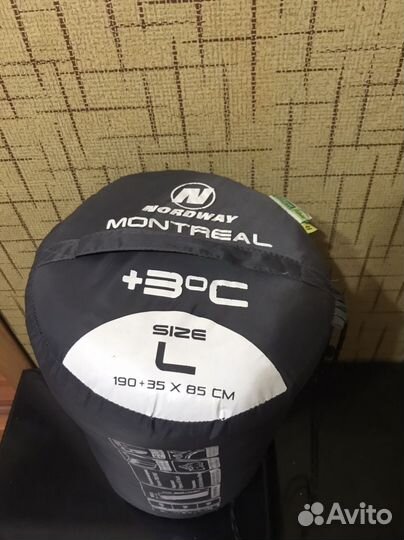 NORDWAY
MONTREAL
+3°C
SIZE
L
190+35 X 85 CM
Avito